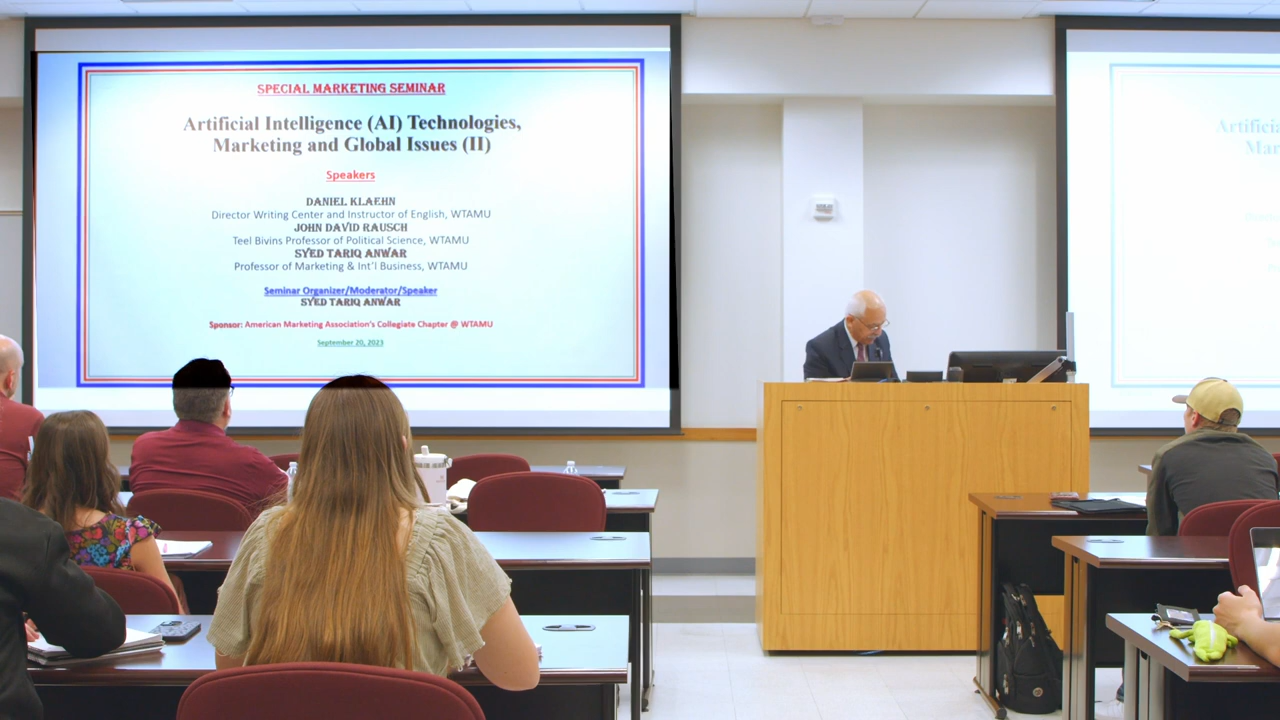 SPECIAL MARKETING SEMINAR
Artificial Intelligence (AI) Technologies,
Marketing and Global Issues (II)
Speakers
DANIEL KLAEHN
Director Writing Center and Instructor of English, WTAMU
JOHN DAVID RAUSCH
Teel Bivins Professor of Political Science, WTAMU
SYED TARIQ ANWAR
Professor of Marketing & Int'l Business, WTAMU
Seminar Organizer/Moderator/Speaker
SYED TARIQ ANWAR
Sponsor: American Marketing Association's Collegiate Chapter @ WTAMU
September 20, 2023